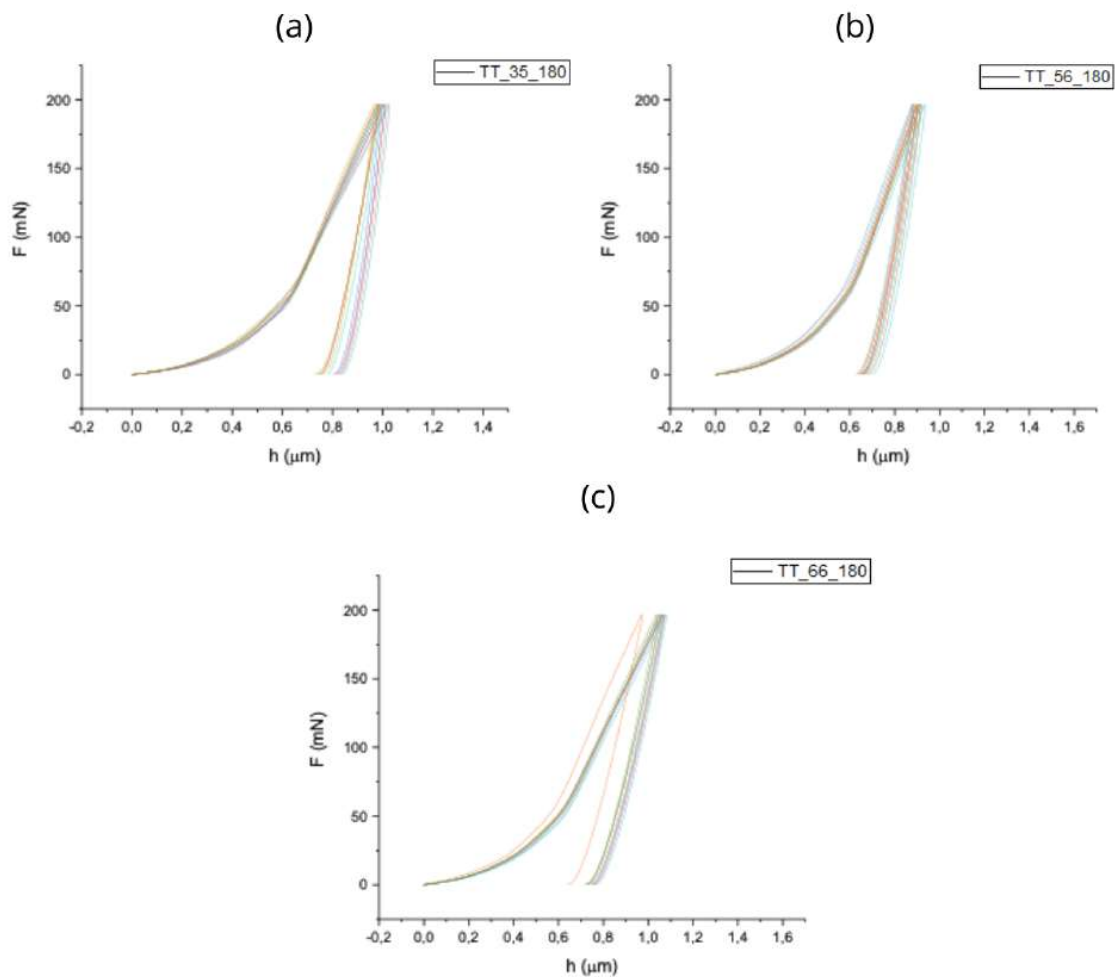 (a)
TT_35_180
200
150
100
50
0
F (mN)
-0,2 0,0 0,2 0,4 0,6 0,8 1,0 1,2 1,4
h (μm)
(b)
TT_56_180
200
150
100
50
0
F (mN)
-0,2 0,0 0,2 0,4 0,6 0,8 1,0 1,2 1,4 1,6
h (μm)
(c)
TT_66_180
200
150
100
50
0
F (mN)
-0,2 0,0 0,2 0,4 0,6 0,8 1,0 1,2 1,4 1,6
h (μm)